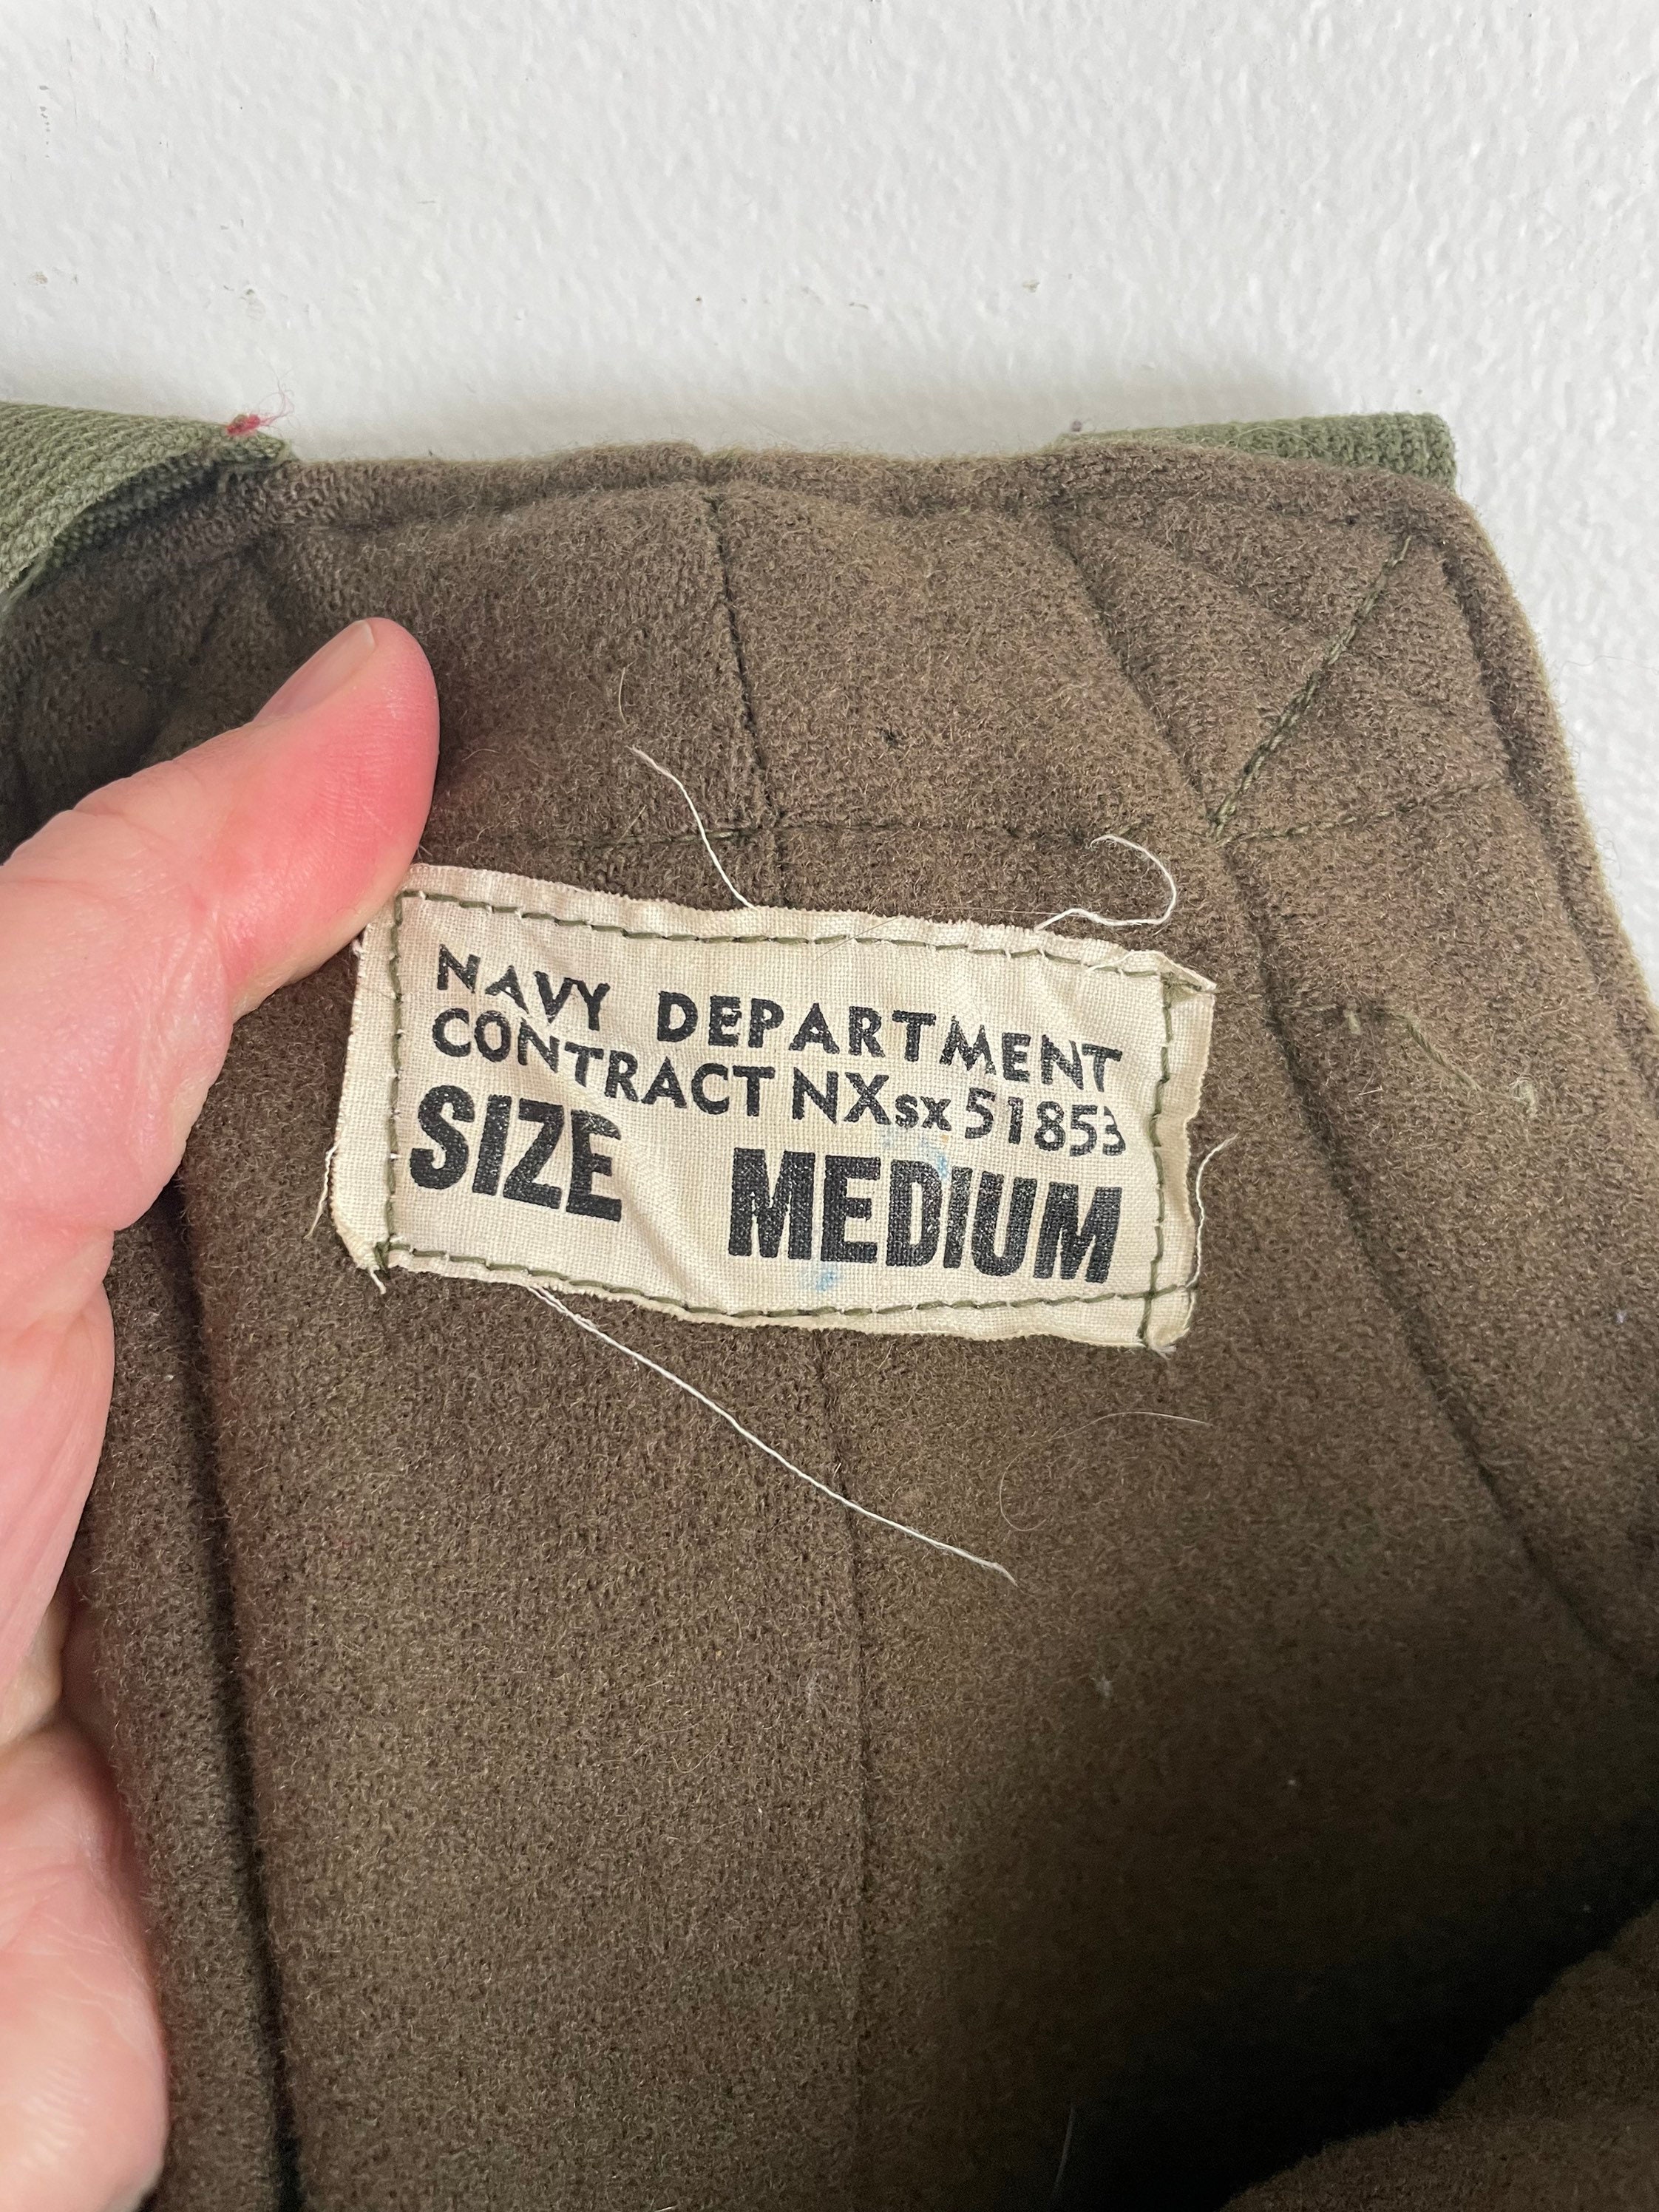 NAVY DEPARTMENT
CONTRACT NXsx 51853
SIZE MEDIUM